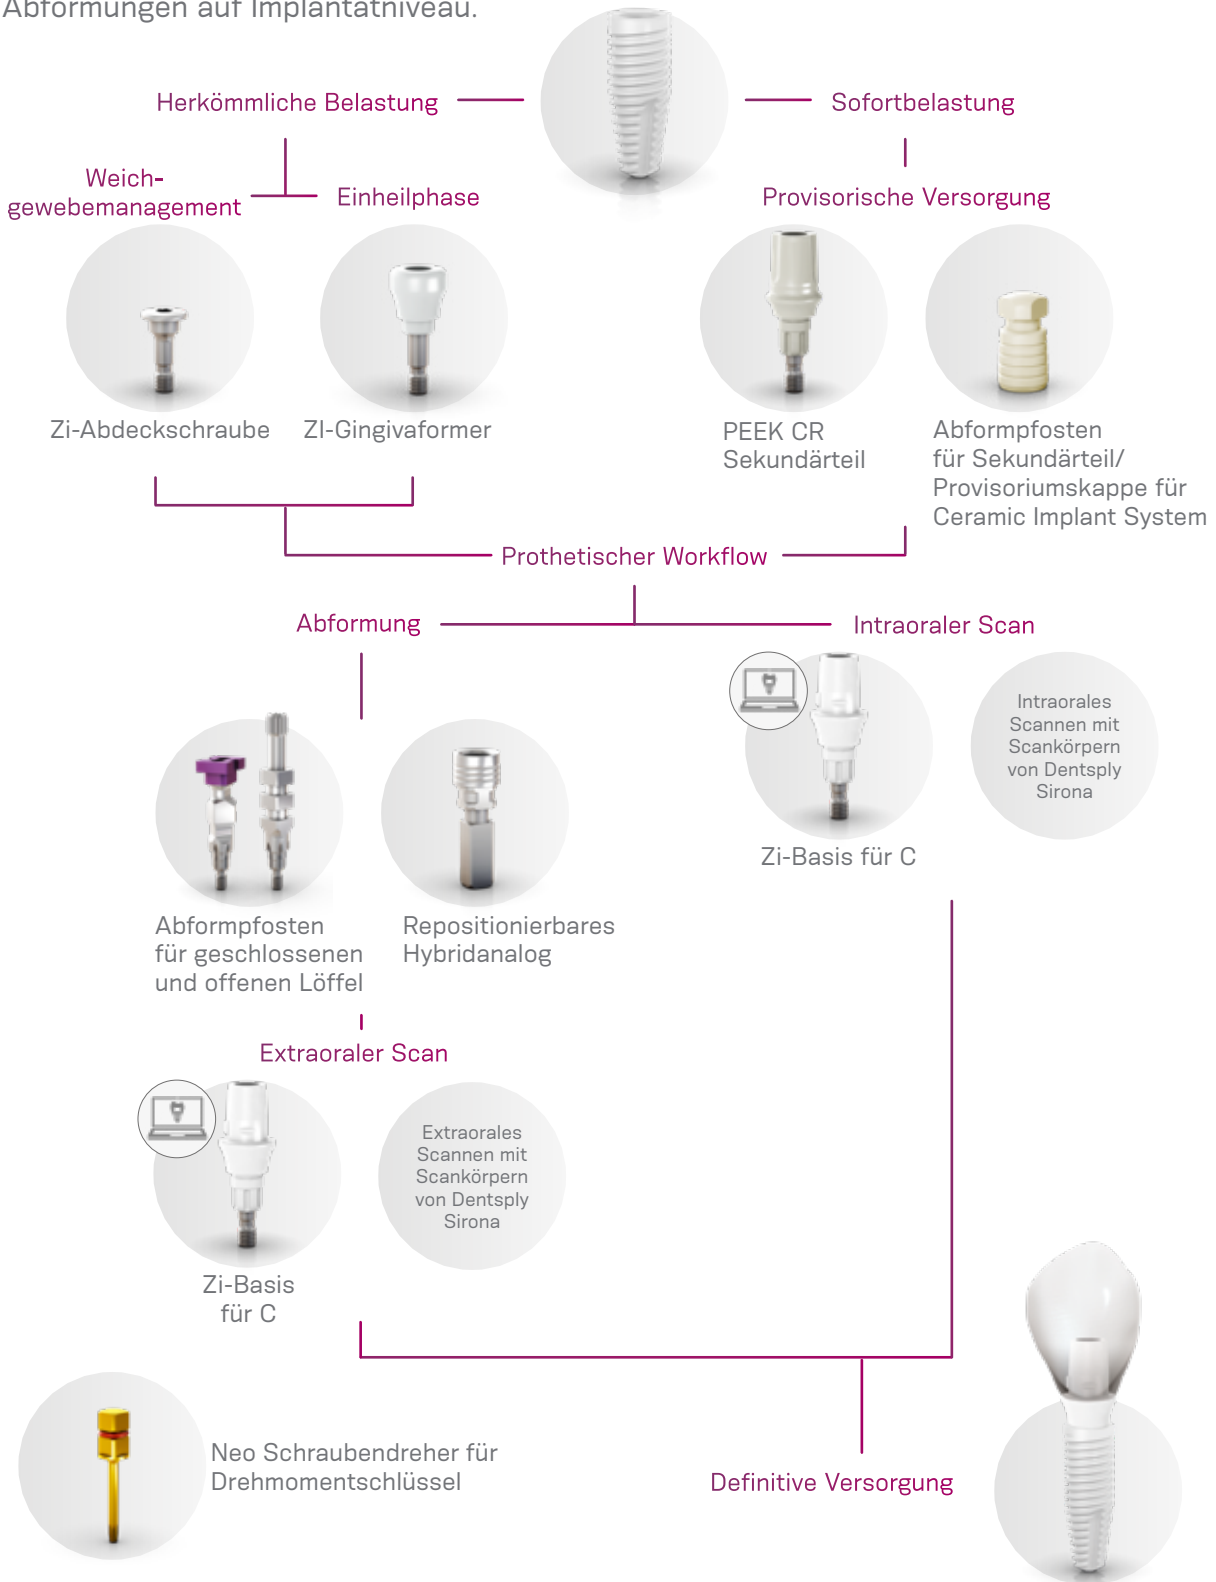 Abformungen auf Implantatniveau.
Herkömmliche Belastung
Sofortbelastung
Weich-
gewebemanagement
Einheilphase
Provisorische Versorgung
Zi-Abdeckschraube
ZI-Gingivaformer
PEEK CR
Sekundärteil
Abformpfosten
für Sekundärteil/
Provisoriumskappe für
Ceramic Implant System
Prothetischer Workflow
Abformung
Intraoraler Scan
Intraorales
Scannen mit
Scankörpern
von Dentsply
Sirona
Zi-Basis für C
Abformpfosten
für geschlossenen
und offenen Löffel
Repositionierbares
Hybridanalog
Extraoraler Scan
Extraorales
Scannen mit
Scankörpern
von Dentsply
Sirona
Zi-Basis
für C
Neo Schraubendreher für
Drehmomentschlüssel
Definitive Versorgung